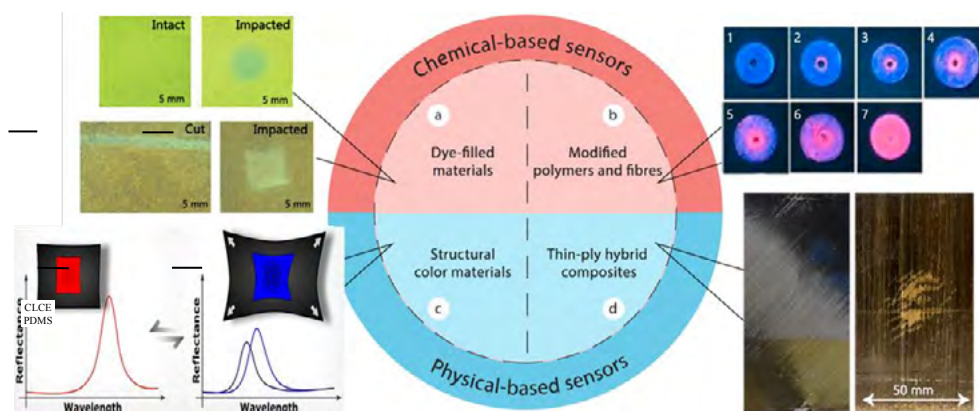 Intact
5 mm
Impacted
5 mm
Cut
5 mm
Impacted
5 mm
Chemical-based sensors
a
Dye-filled
materials
b
Modified
polymers and fibres
1
2
3
4
5
6
7
Structural
color materials
c
Thin-ply hybrid
composites
d
Physical-based sensors
CLCE
PDMS
Reflectance
Wavelength
Reflectance
Wavelength
50 mm